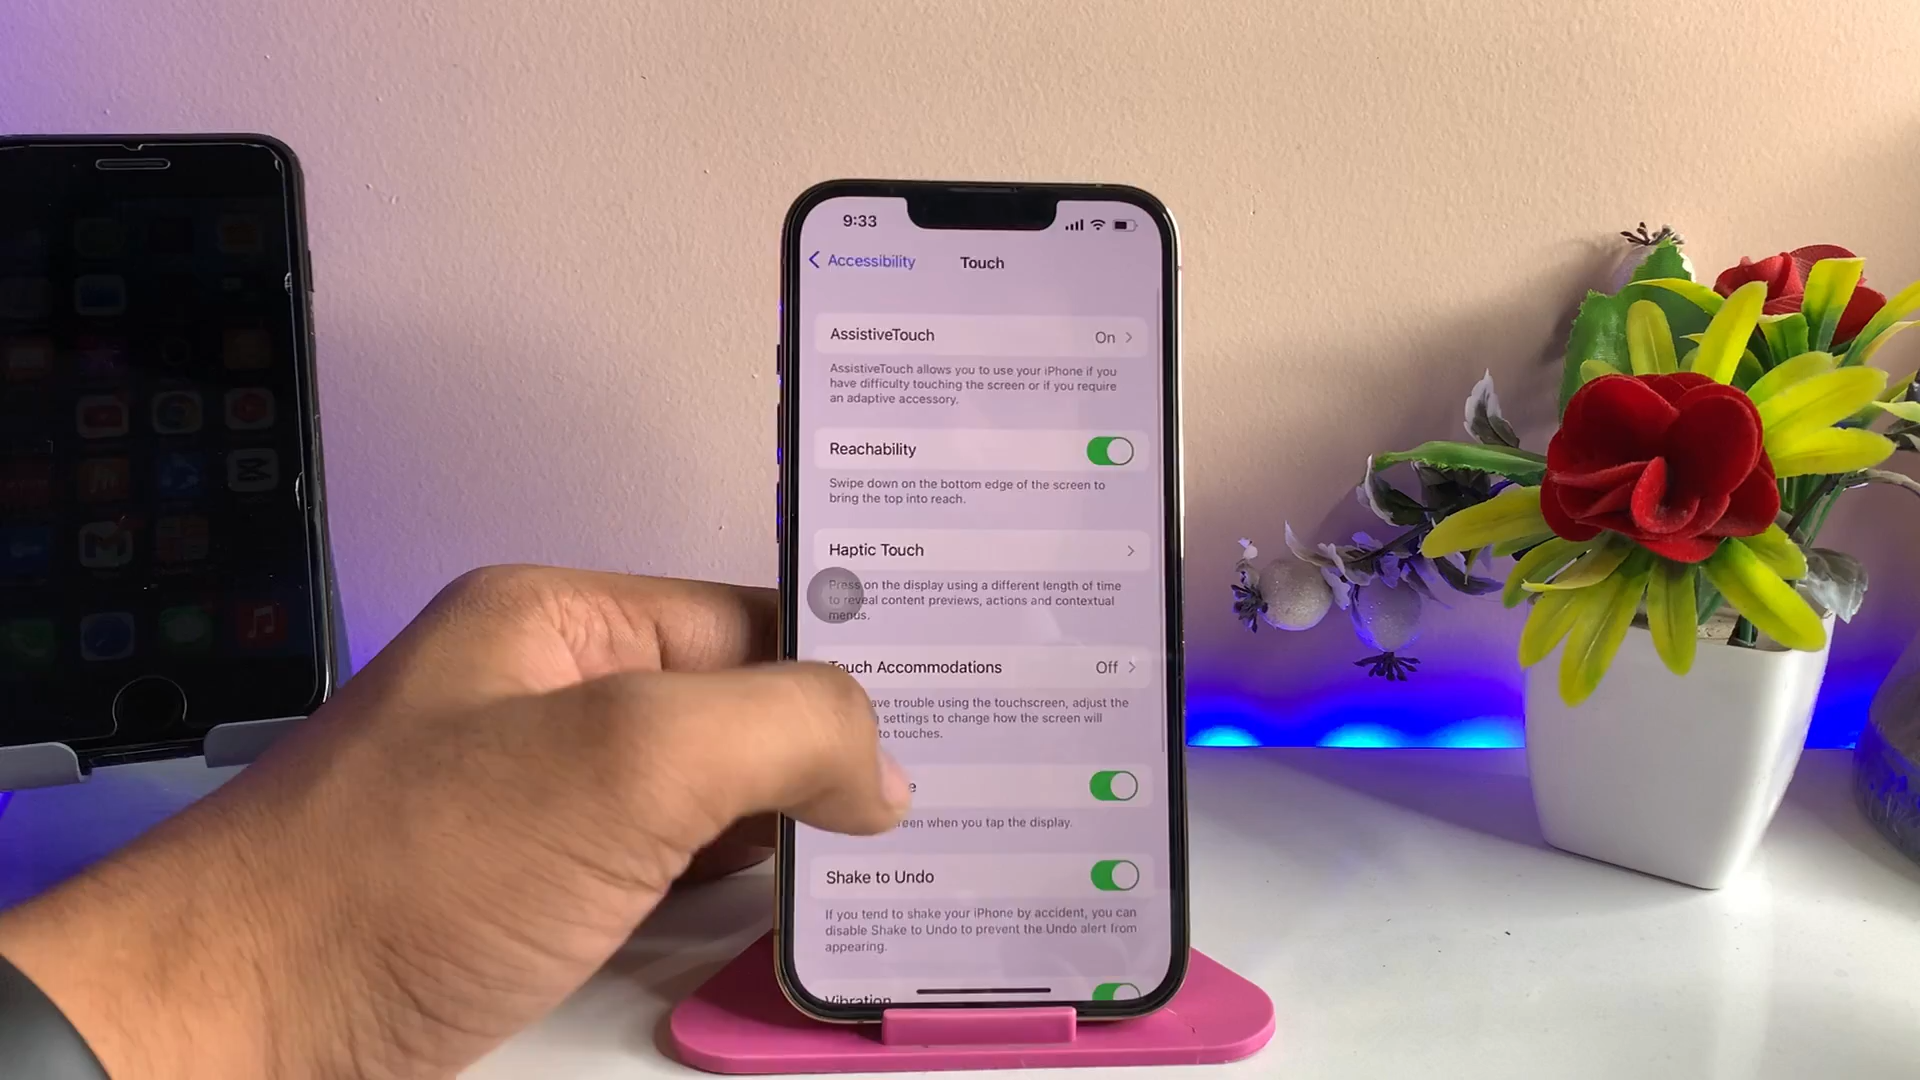 9:33
Accessibility
Touch
AssistiveTouch
On
AssistiveTouch allows you to use your iPhone if you
have difficulty touching the screen or if you require
an adaptive accessory.
Reachability
Swipe down on the bottom edge of the screen to
bring the top into reach.
Haptic Touch
Press on the display using a different length of time
to reveal content previews, actions and contextual
menus.
Touch Accommodations
Off
ave trouble using the touchscreen, adjust the
settings to change how the screen will
to touches.
e
een when you tap the display.
Shake to Undo
If you tend to shake your iPhone by accident, you can
disable Shake to Undo to prevent the Undo alert from
appearing.
Vibration